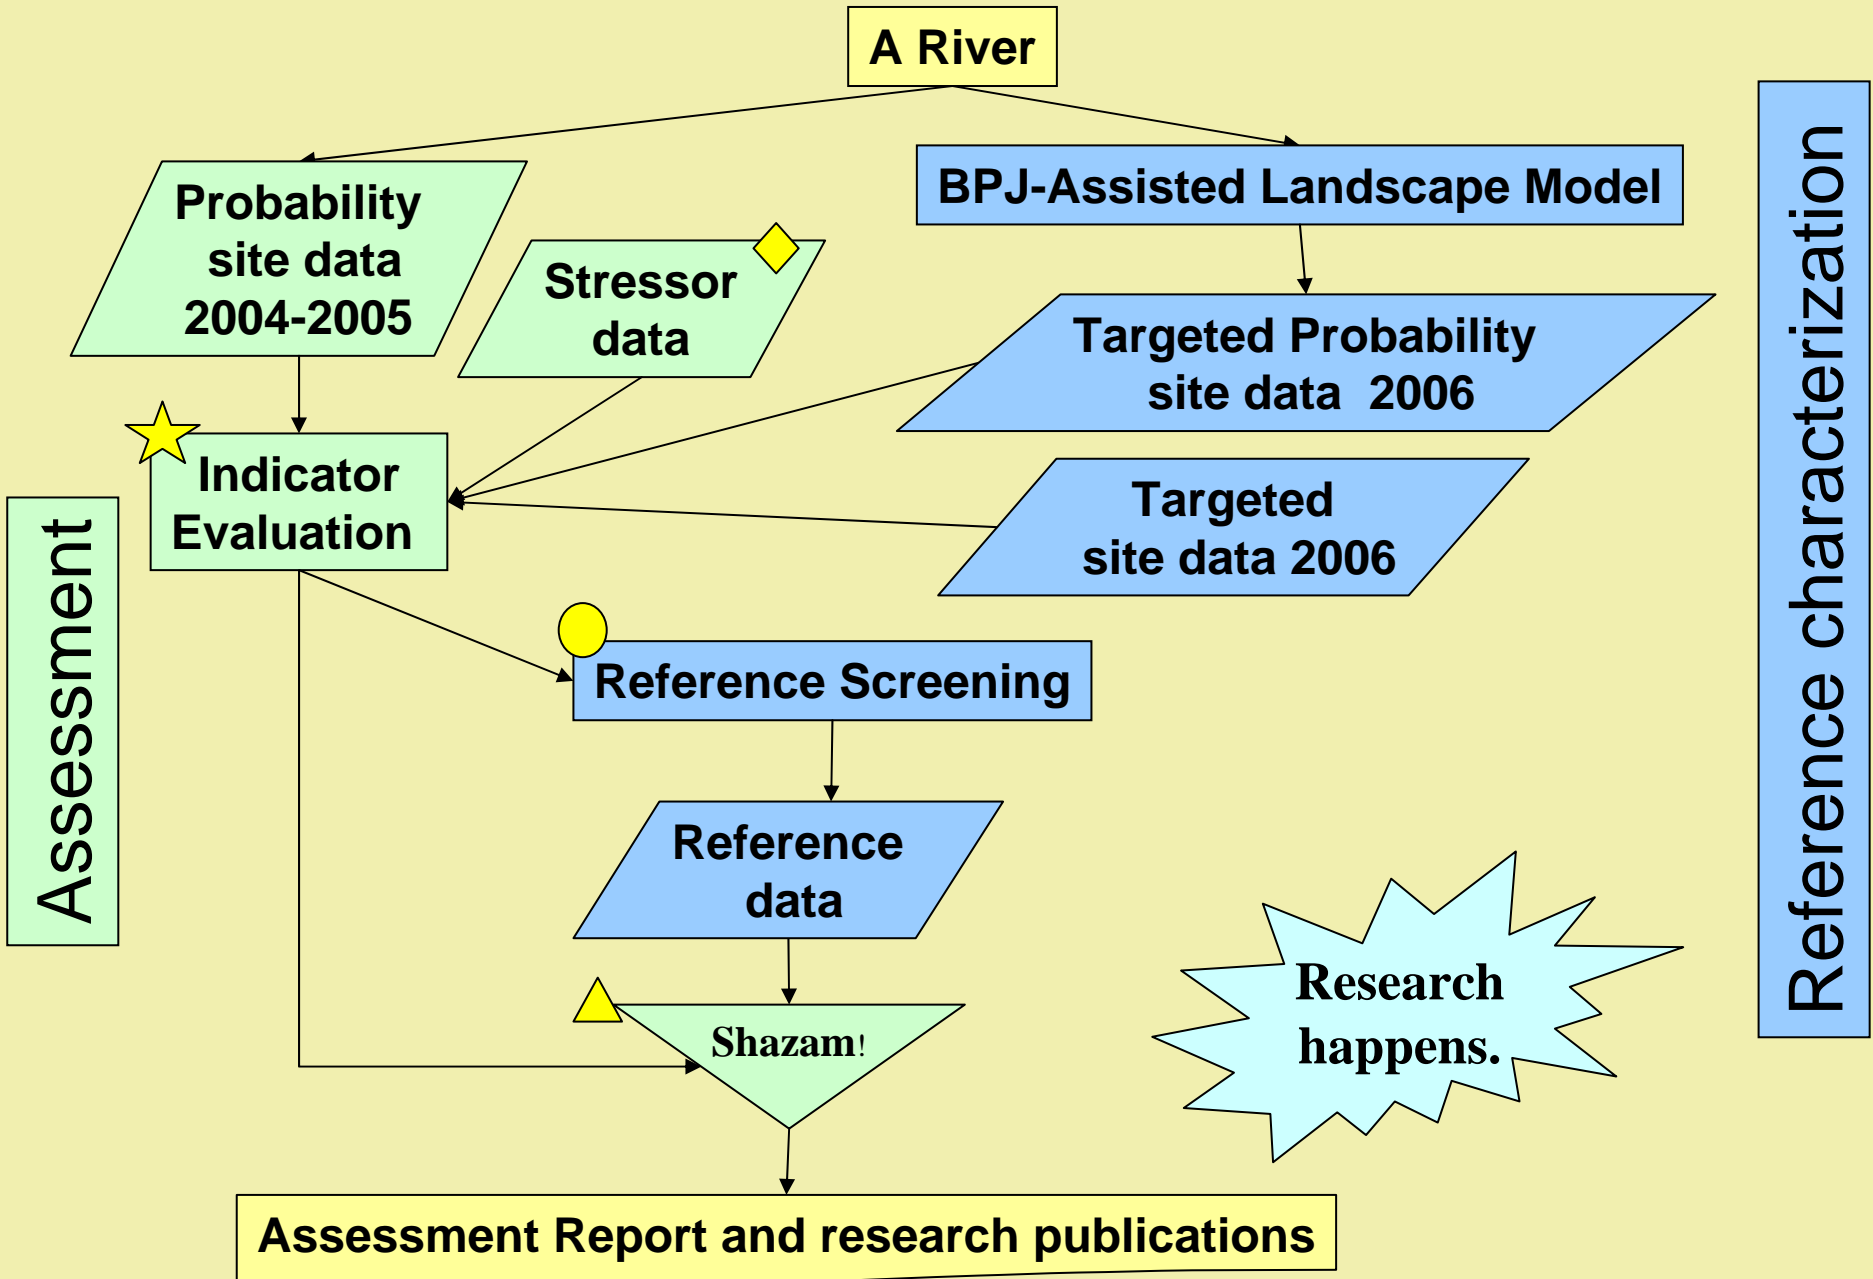 A River
Probability
site data
2004-2005
BPJ-Assisted Landscape Model
Stressor
data
Targeted Probability
site data 2006
Indicator
Evaluation
Targeted
site data 2006
Assessment
Reference characterization
Reference Screening
Reference
data
Shazam!
Research
happens.
Assessment Report and research publications